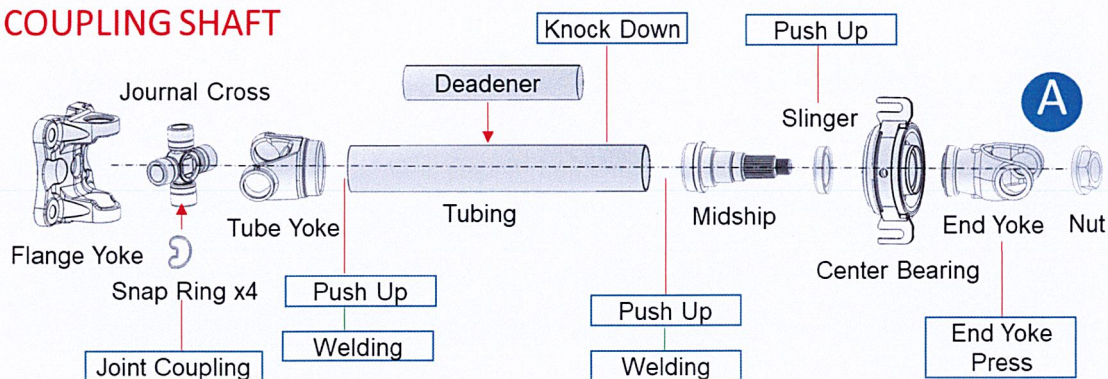 COUPLING SHAFT
Knock Down
Push Up
Deadener
A
Journal Cross
Slinger
Flange Yoke
Tube Yoke
Tubing
Midship
End Yoke
Nut
Center Bearing
Snap Ring x4
Push Up
Push Up
Welding
Welding
Joint Coupling
End Yoke
Press